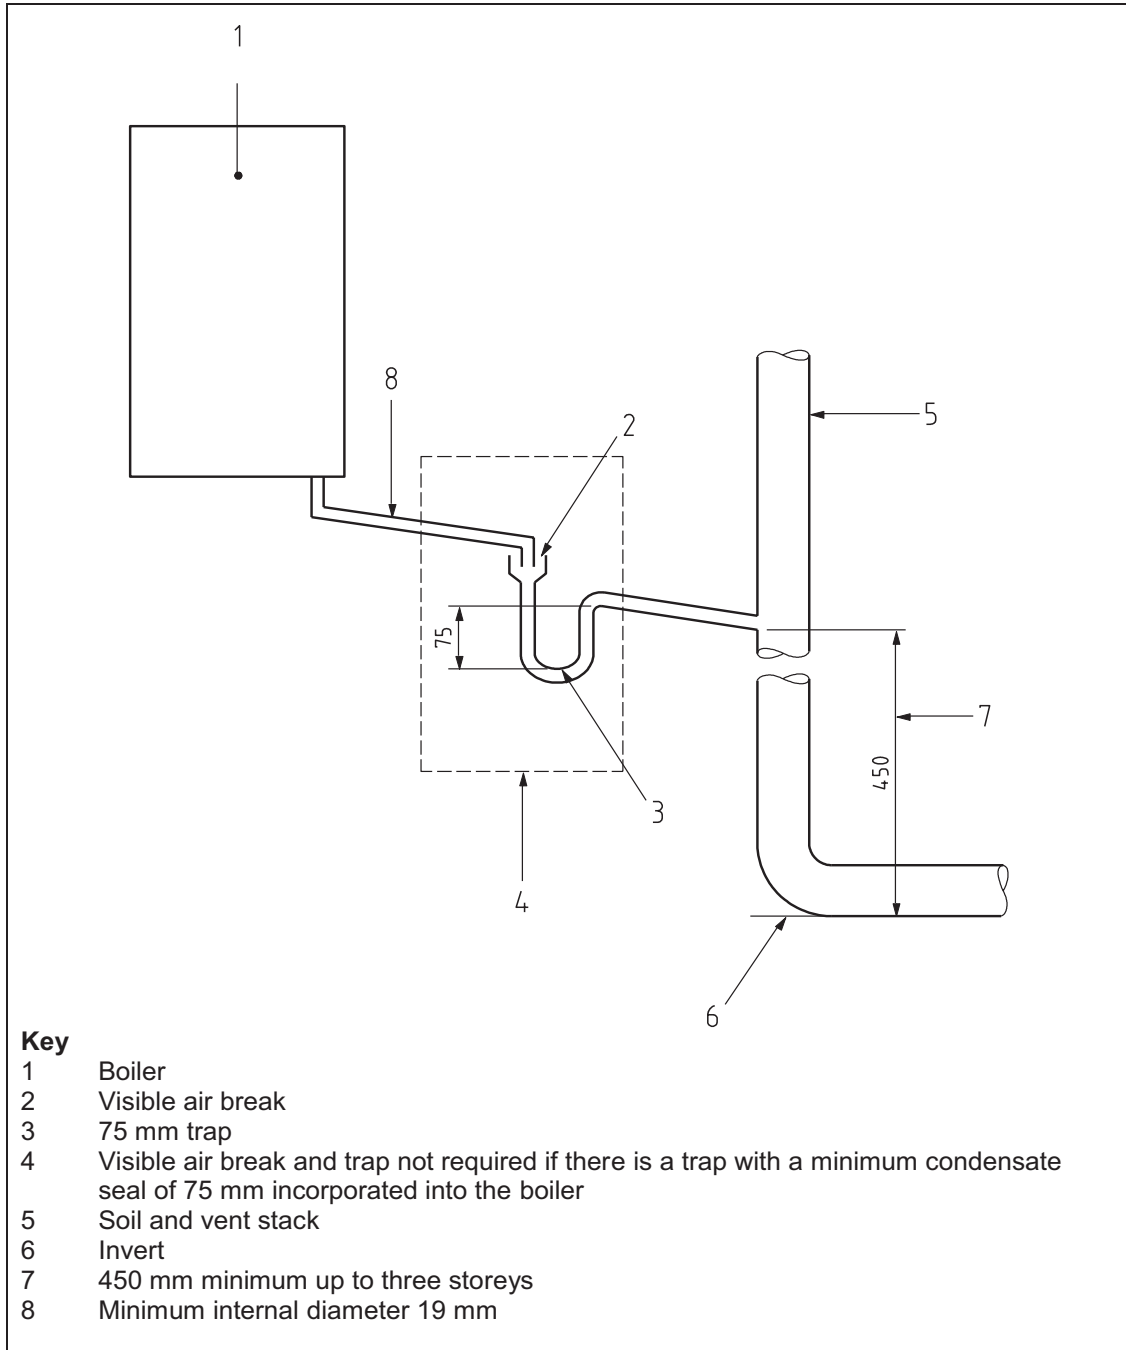 1
8
2
5
75
7
450
3
4
6
Key
1 Boiler
2 Visible air break
3 75 mm trap
4 Visible air break and trap not required if there is a trap with a minimum condensate
seal of 75 mm incorporated into the boiler
5 Soil and vent stack
6 Invert
7 450 mm minimum up to three storeys
8 Minimum internal diameter 19 mm